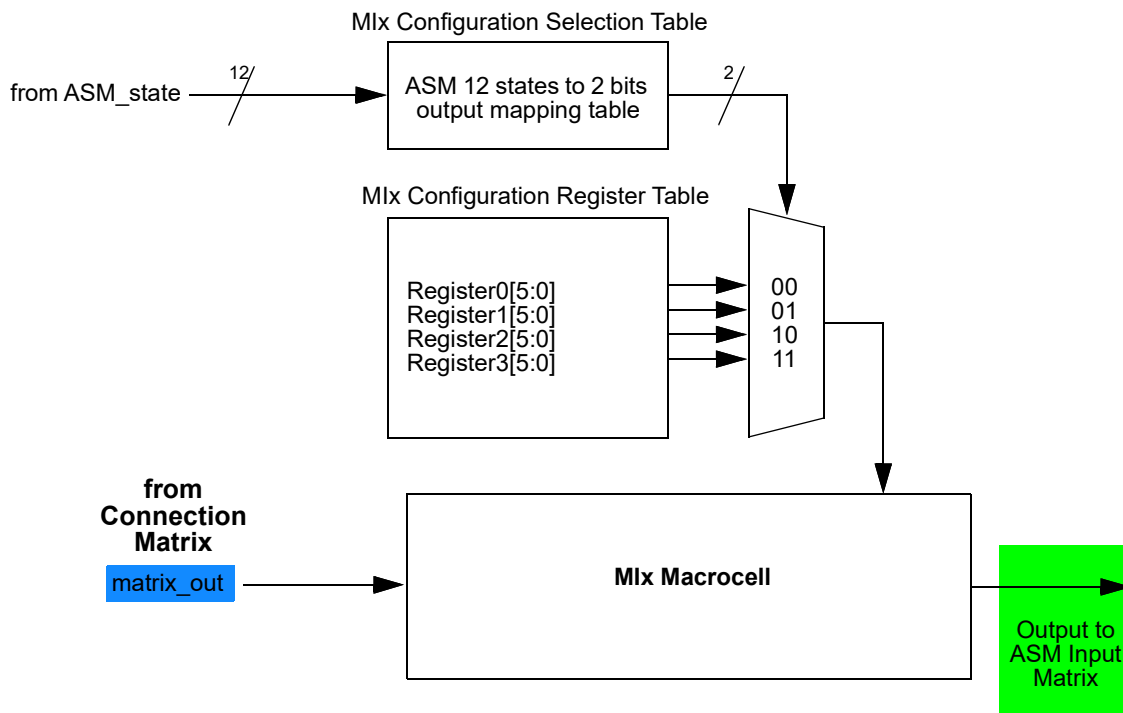 MIx Configuration Selection Table
from ASM_state
12
ASM 12 states to 2 bits
output mapping table
2
MIx Configuration Register Table
Register0[5:0]
Register1[5:0]
Register2[5:0]
Register3[5:0]
00
01
10
11
from
Connection
Matrix
matrix_out
MIx Macrocell
Output to
ASM Input
Matrix